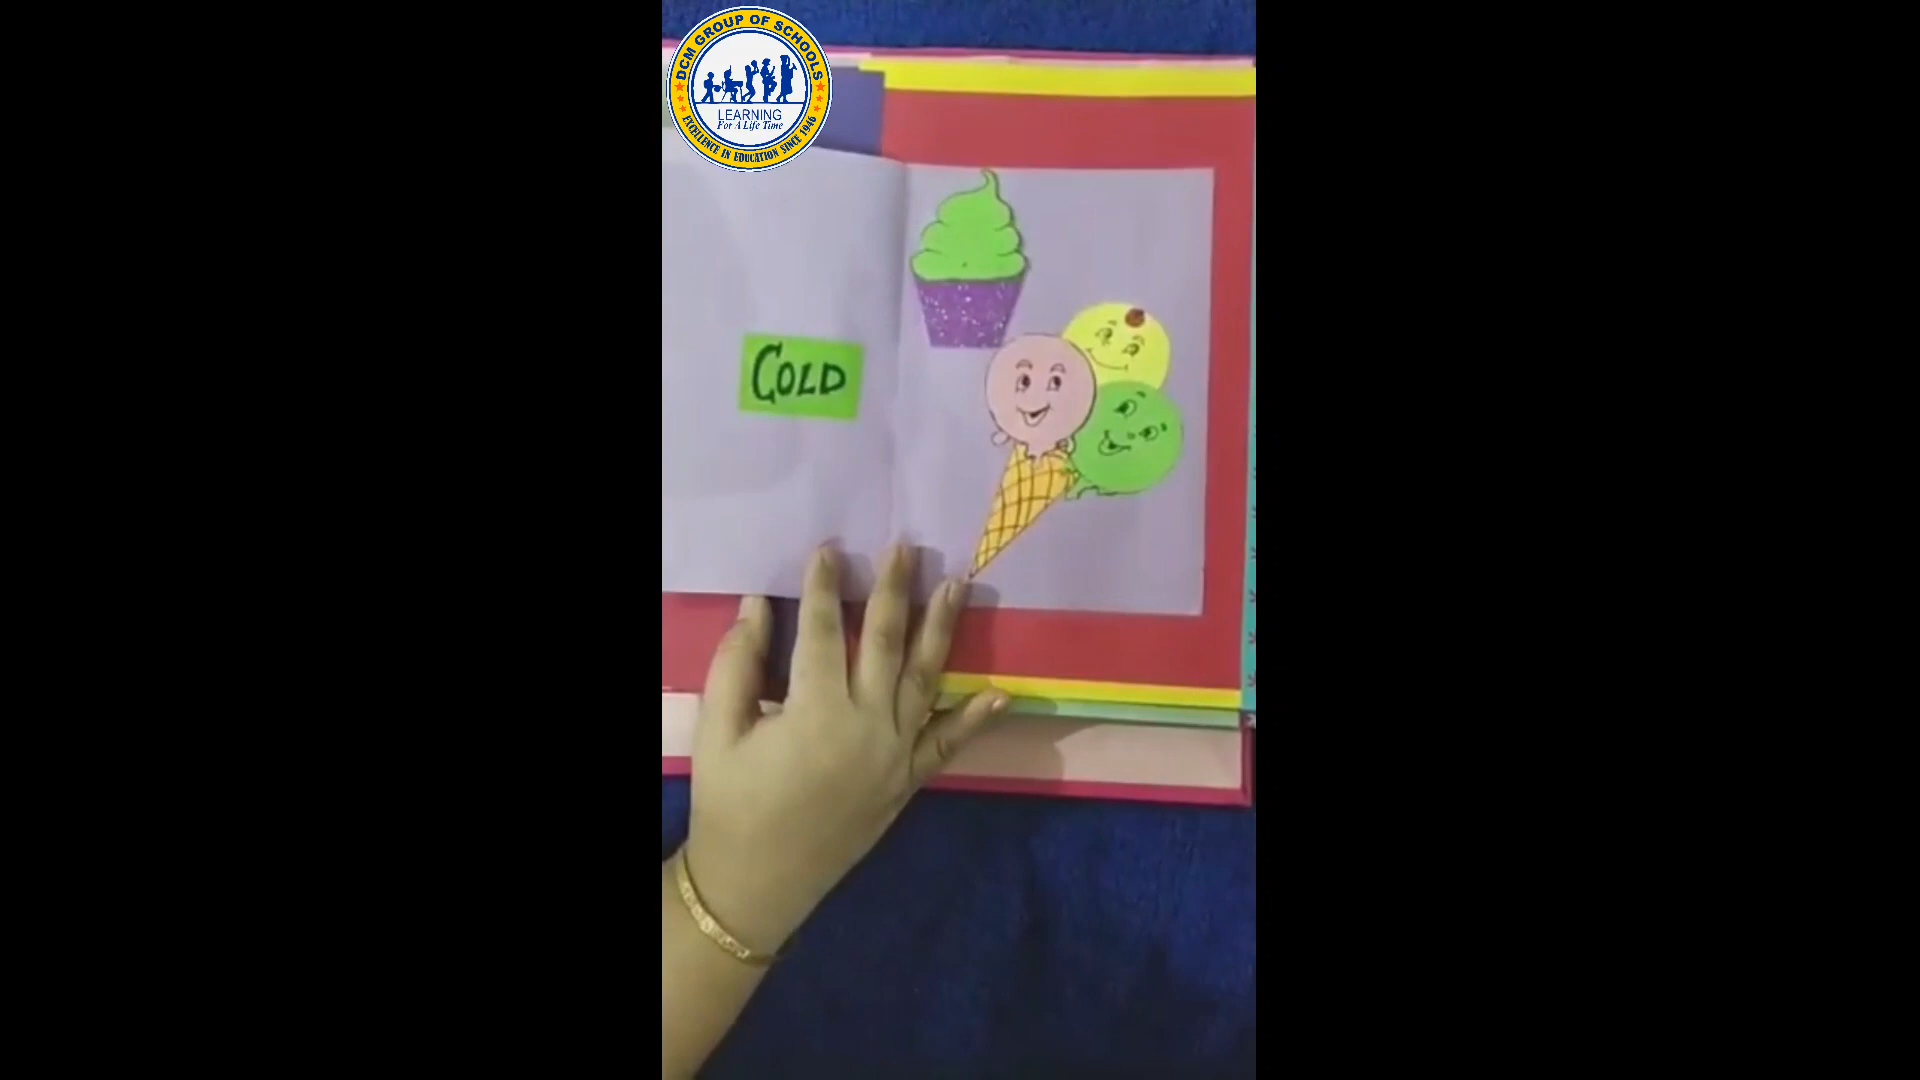 DCM GROUP OF SCHOOLS
LEARNING
For A Life Time
EXCELLENCE IN EDUCATION SINCE 1946
COLD